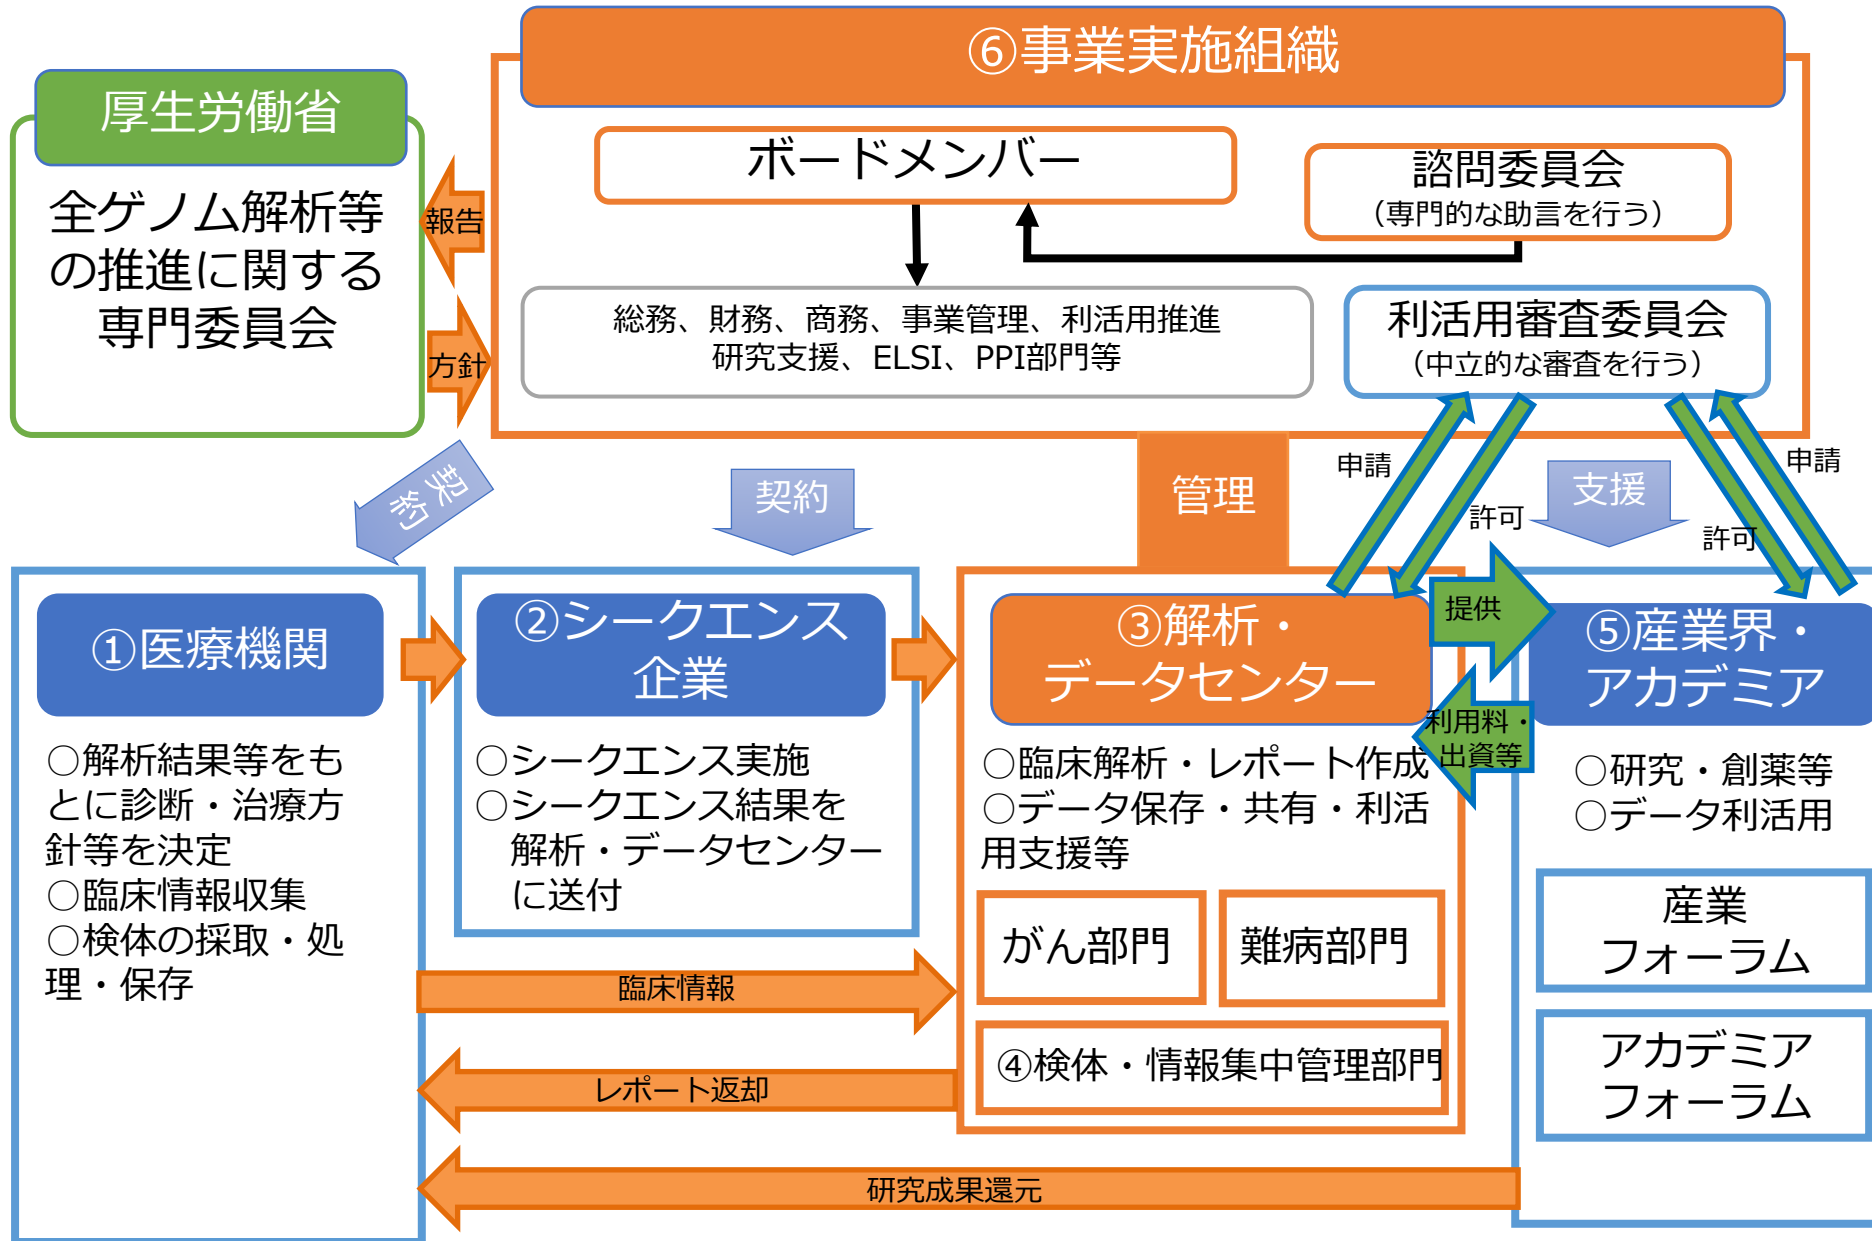 ⑥事業実施組織
厚生労働省
全ゲノム解析等
の推進に関する
専門委員会
報告
方針
ボードメンバー
諮問委員会
（専門的な助言を行う）
総務、財務、商務、事業管理、利活用推進
研究支援、ELSI、PPI部門等
利活用審査委員会
（中立的な審査を行う）
契約
契約
管理
申請
許可
支援
許可
申請
①医療機関
○解析結果等をも
とに診断・治療方
針等を決定
○臨床情報収集
○検体の採取・処
理・保存
②シークエンス
企業
○シークエンス実施
○シークエンス結果を
解析・データセンター
に送付
③解析・
データセンター
○臨床解析・レポート作成
○データ保存・共有・利活
用支援等
がん部門
難病部門
④検体・情報集中管理部門
提供
利用料・
出資等
⑤産業界・
アカデミア
○研究・創薬等
○データ利活用
産業
フォーラム
アカデミア
フォーラム
臨床情報
レポート返却
研究成果還元